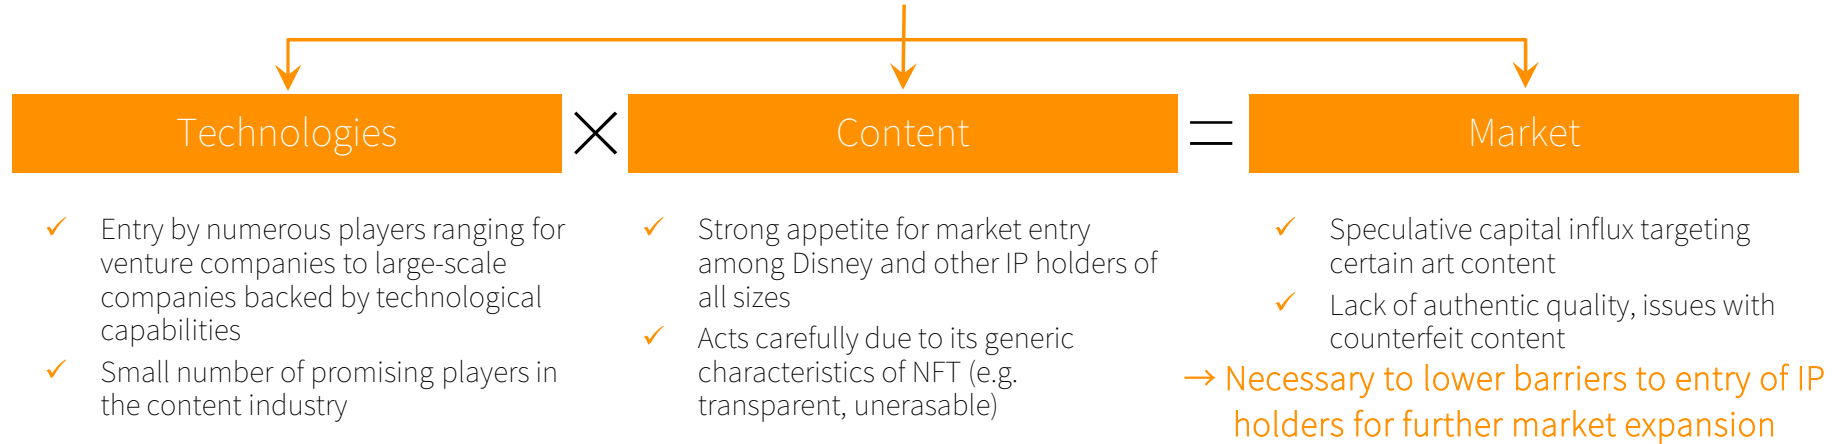 Technologies
×
Content
=
Market
✓ Entry by numerous players ranging for
venture companies to large-scale
companies backed by technological
capabilities
✓ Small number of promising players in
the content industry
✓ Strong appetite for market entry
among Disney and other IP holders of
all sizes
✓ Acts carefully due to its generic
characteristics of NFT (e.g.
transparent, unerasable)
✓ Speculative capital influx targeting
certain art content
✓ Lack of authentic quality, issues with
counterfeit content
→ Necessary to lower barriers to entry of IP
holders for further market expansion